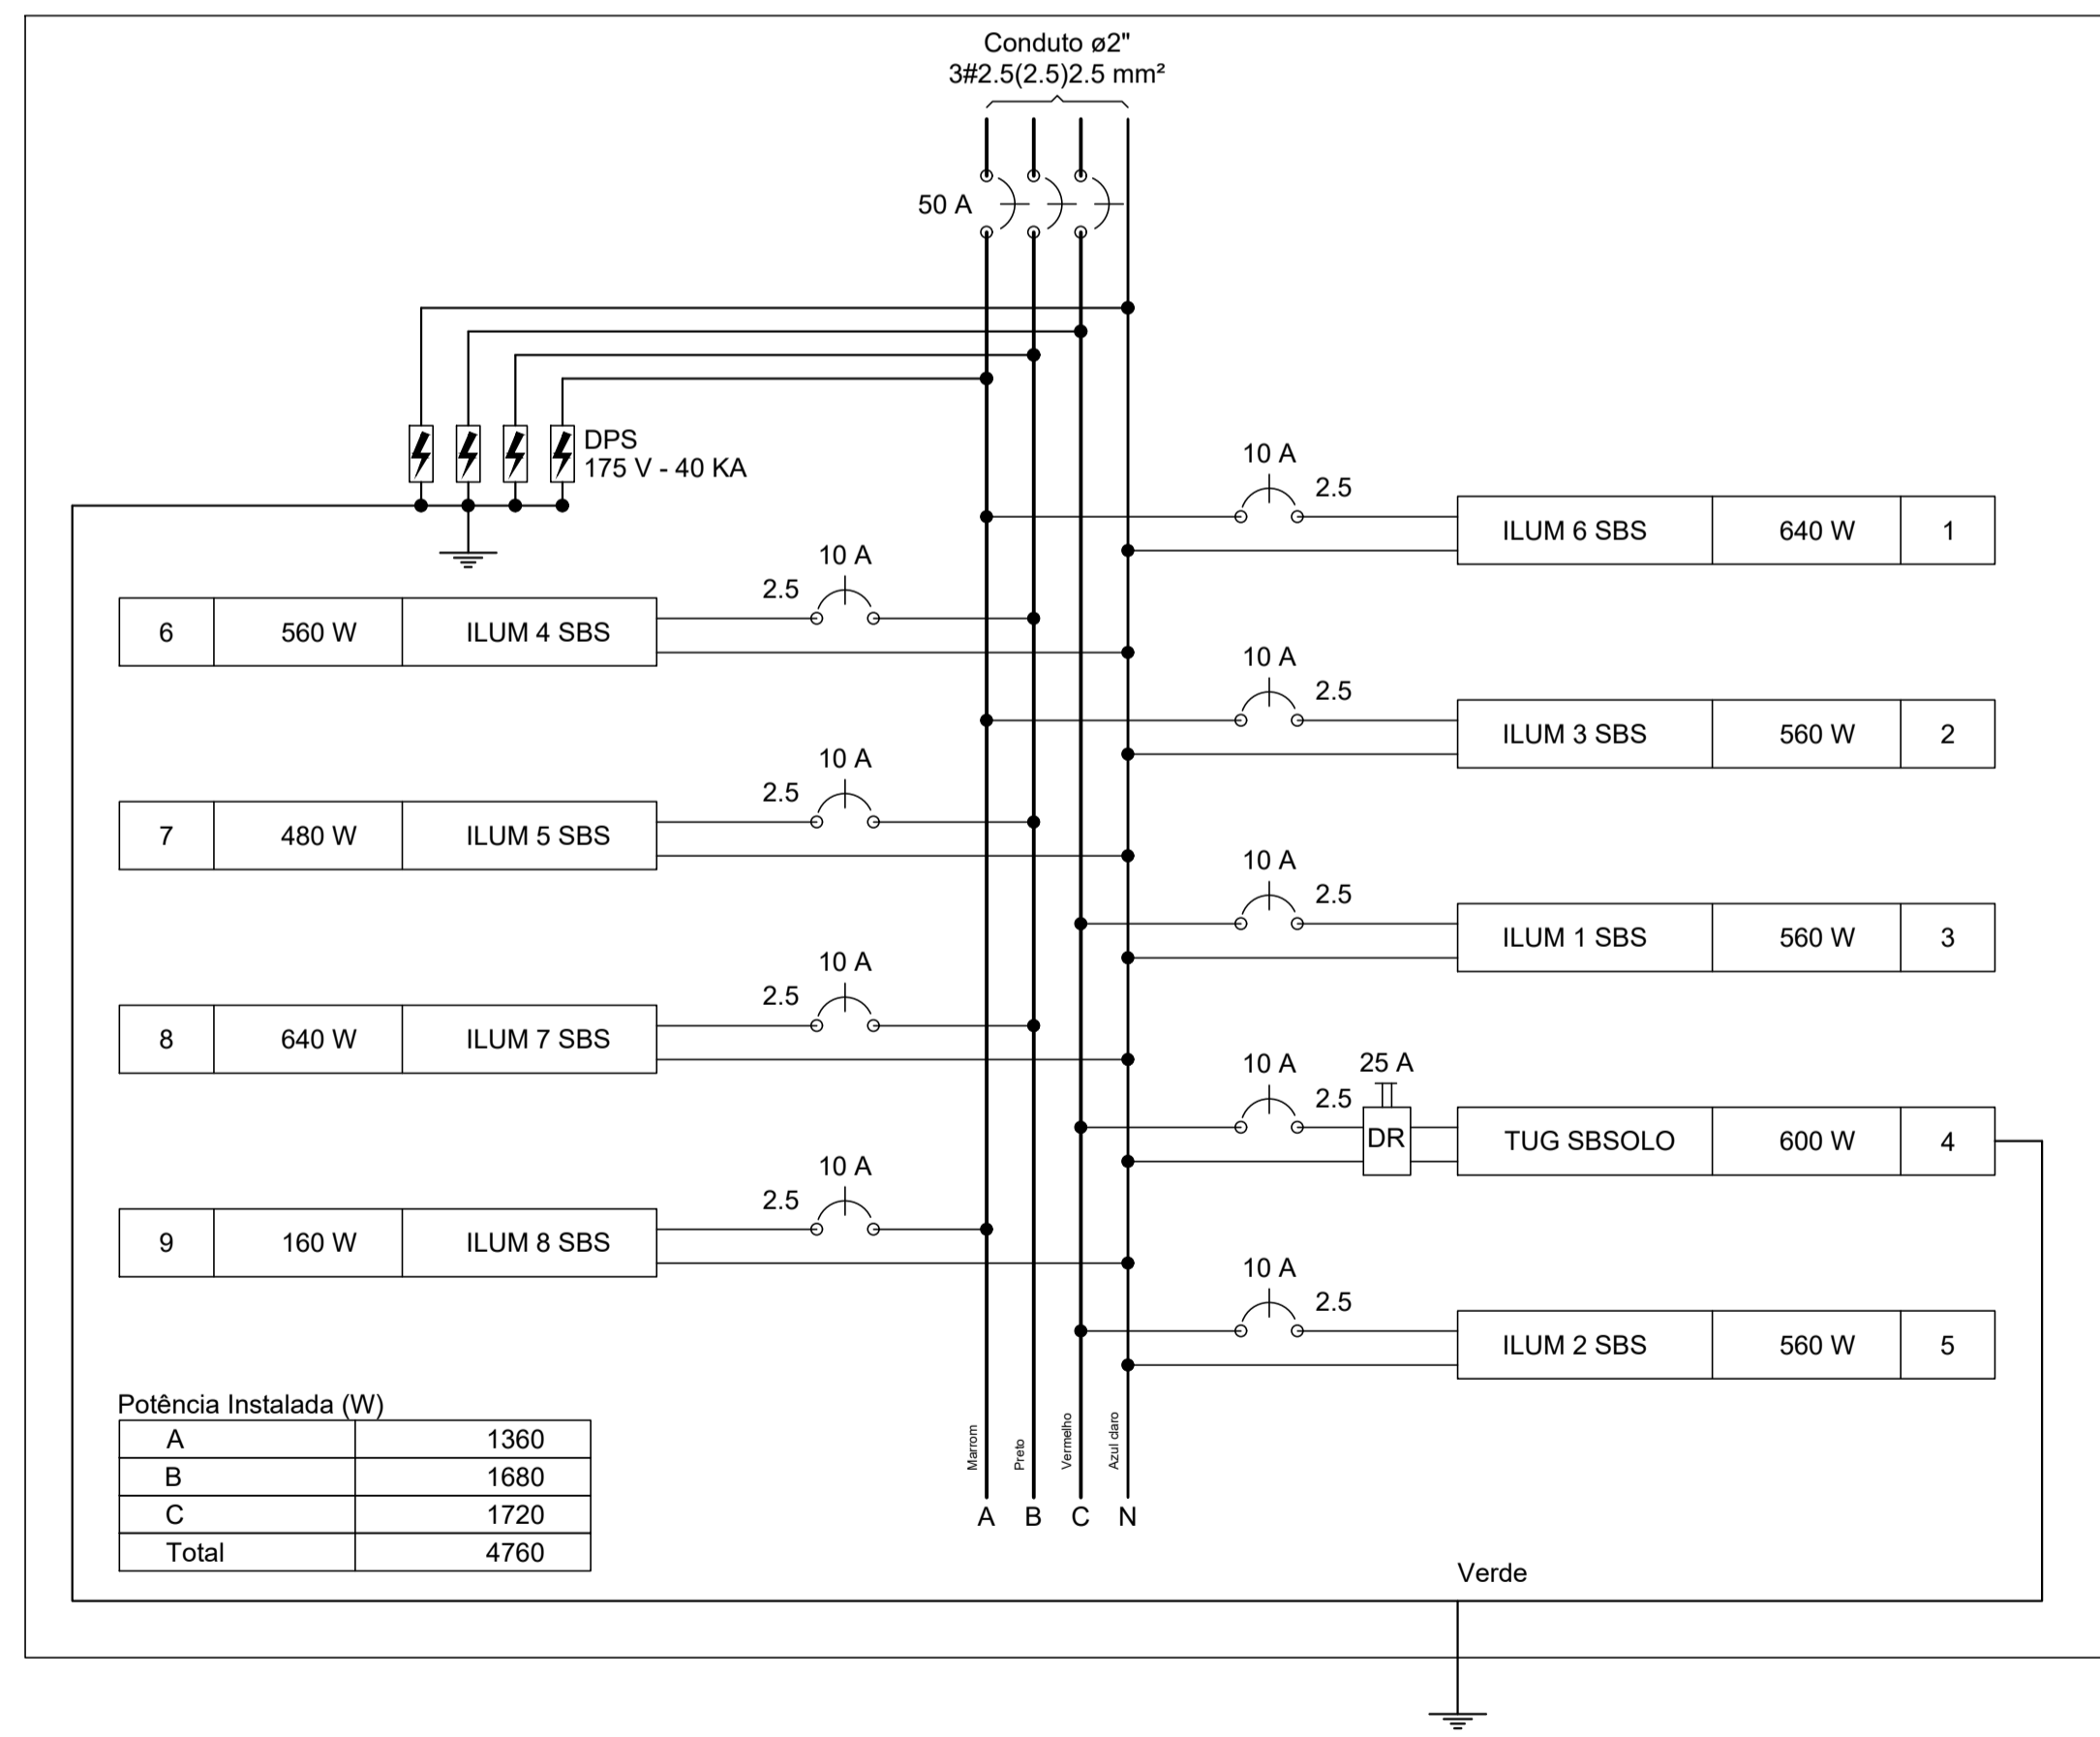 Conduto ø2"
3#2.5(2.5)2.5 mm²
50 A
DPS
175 V - 40 KA
10 A
2.5
ILUM 6 SBS 640 W 1
10 A
2.5
6 560 W ILUM 4 SBS
10 A
2.5
ILUM 3 SBS 560 W 2
10 A
2.5
7 480 W ILUM 5 SBS
10 A
2.5
ILUM 1 SBS 560 W 3
10 A
2.5
8 640 W ILUM 7 SBS
10 A
2.5
25 A
DR
TUG SBSOLO 600 W 4
10 A
2.5
9 160 W ILUM 8 SBS
10 A
2.5
ILUM 2 SBS 560 W 5
Potência Instalada (W)
A 1360
B 1680
C 1720
Total 4760
Marrom
Preto
Vermelho
Azul claro
A B C N
Verde